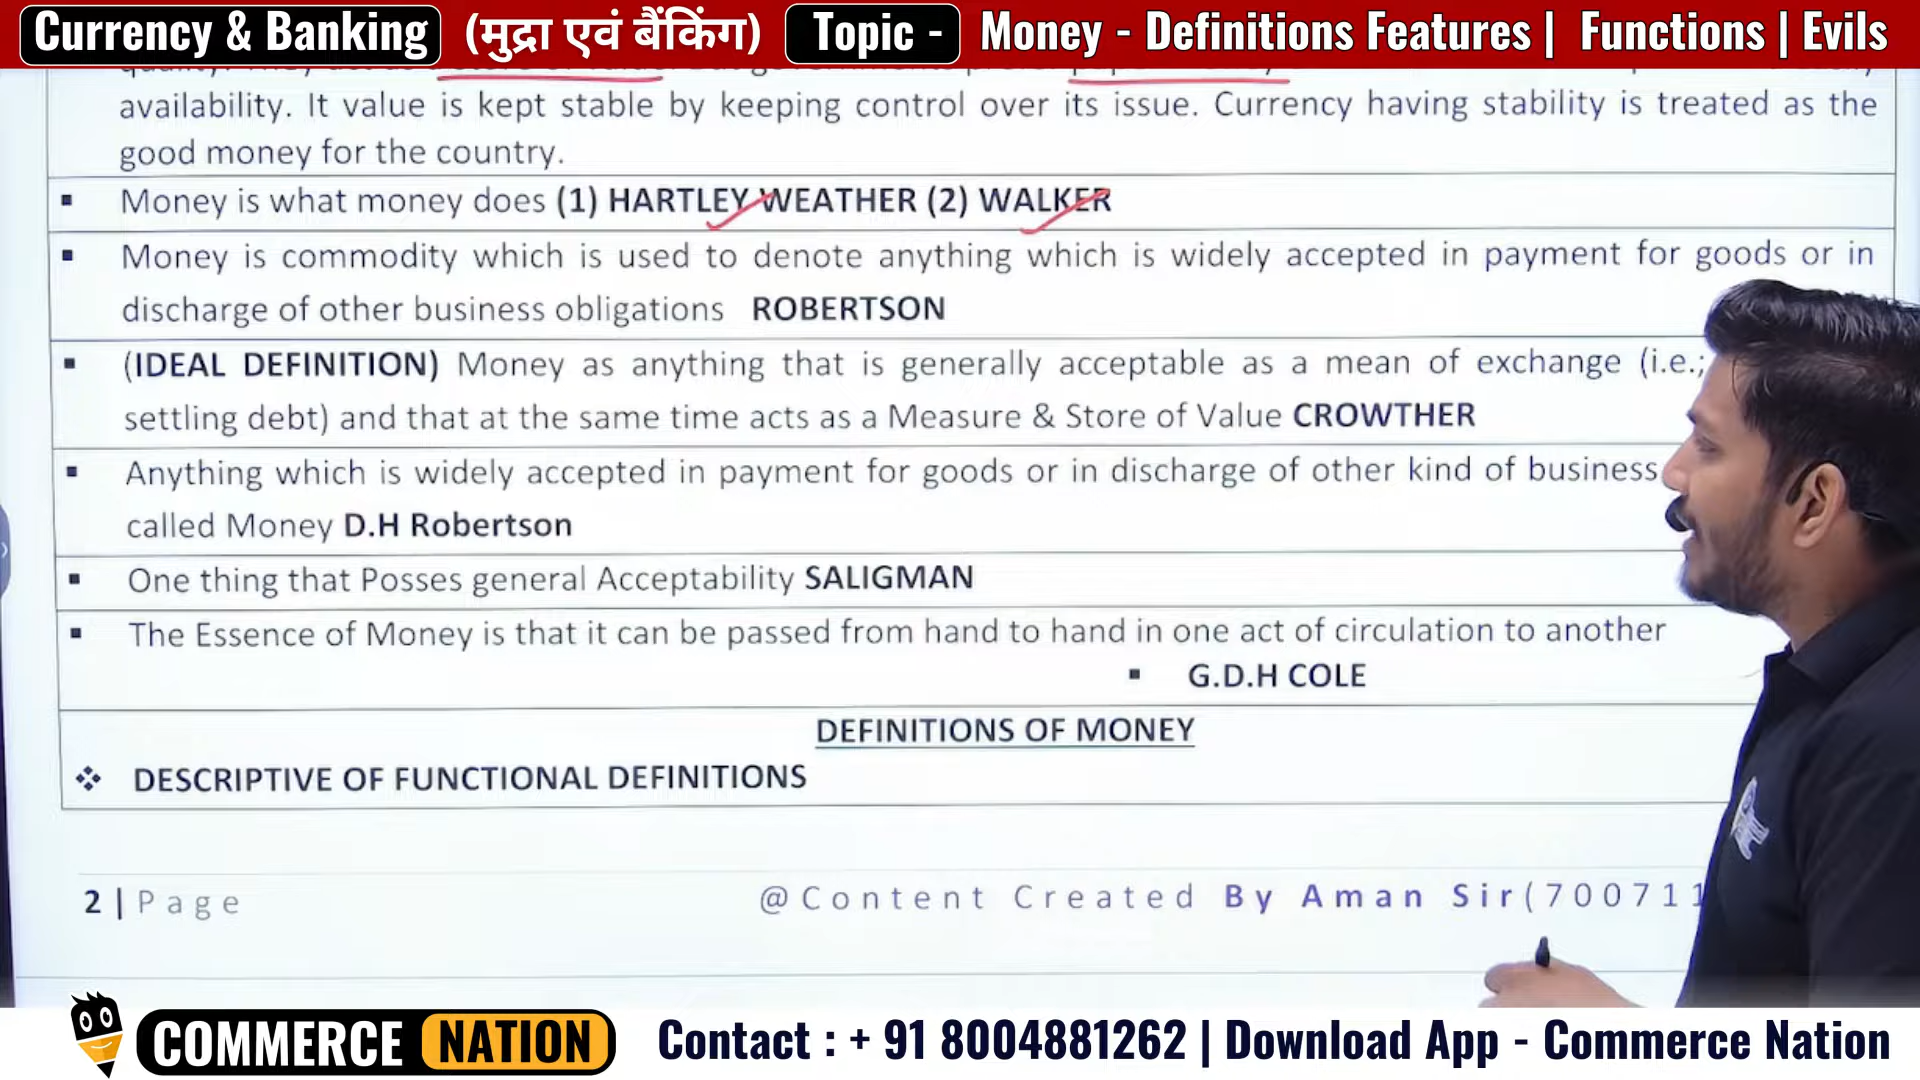 Currency & Banking (मुद्रा एवं बैंकिंग) Topic - Money - Definitions Features | Functions | Evils
availability. It value is kept stable by keeping control over its issue. Currency having stability is treated as the
good money for the country.
▪ Money is what money does (1) HARTLEY WEATHER (2) WALKER
▪ Money is commodity which is used to denote anything which is widely accepted in payment for goods or in
discharge of other business obligations ROBERTSON
▪ (IDEAL DEFINITION) Money as anything that is generally acceptable as a mean of exchange (i.e.;
settling debt) and that at the same time acts as a Measure & Store of Value CROWTHER
▪ Anything which is widely accepted in payment for goods or in discharge of other kind of business
called Money D.H Robertson
▪ One thing that Posses general Acceptability SALIGMAN
▪ The Essence of Money is that it can be passed from hand to hand in one act of circulation to another
▪ G.D.H COLE
DEFINITIONS OF MONEY
❖ DESCRIPTIVE OF FUNCTIONAL DEFINITIONS
2 | Page @Content Created By Aman Sir(700711
COMMERCE NATION Contact : + 91 8004881262 | Download App - Commerce Nation